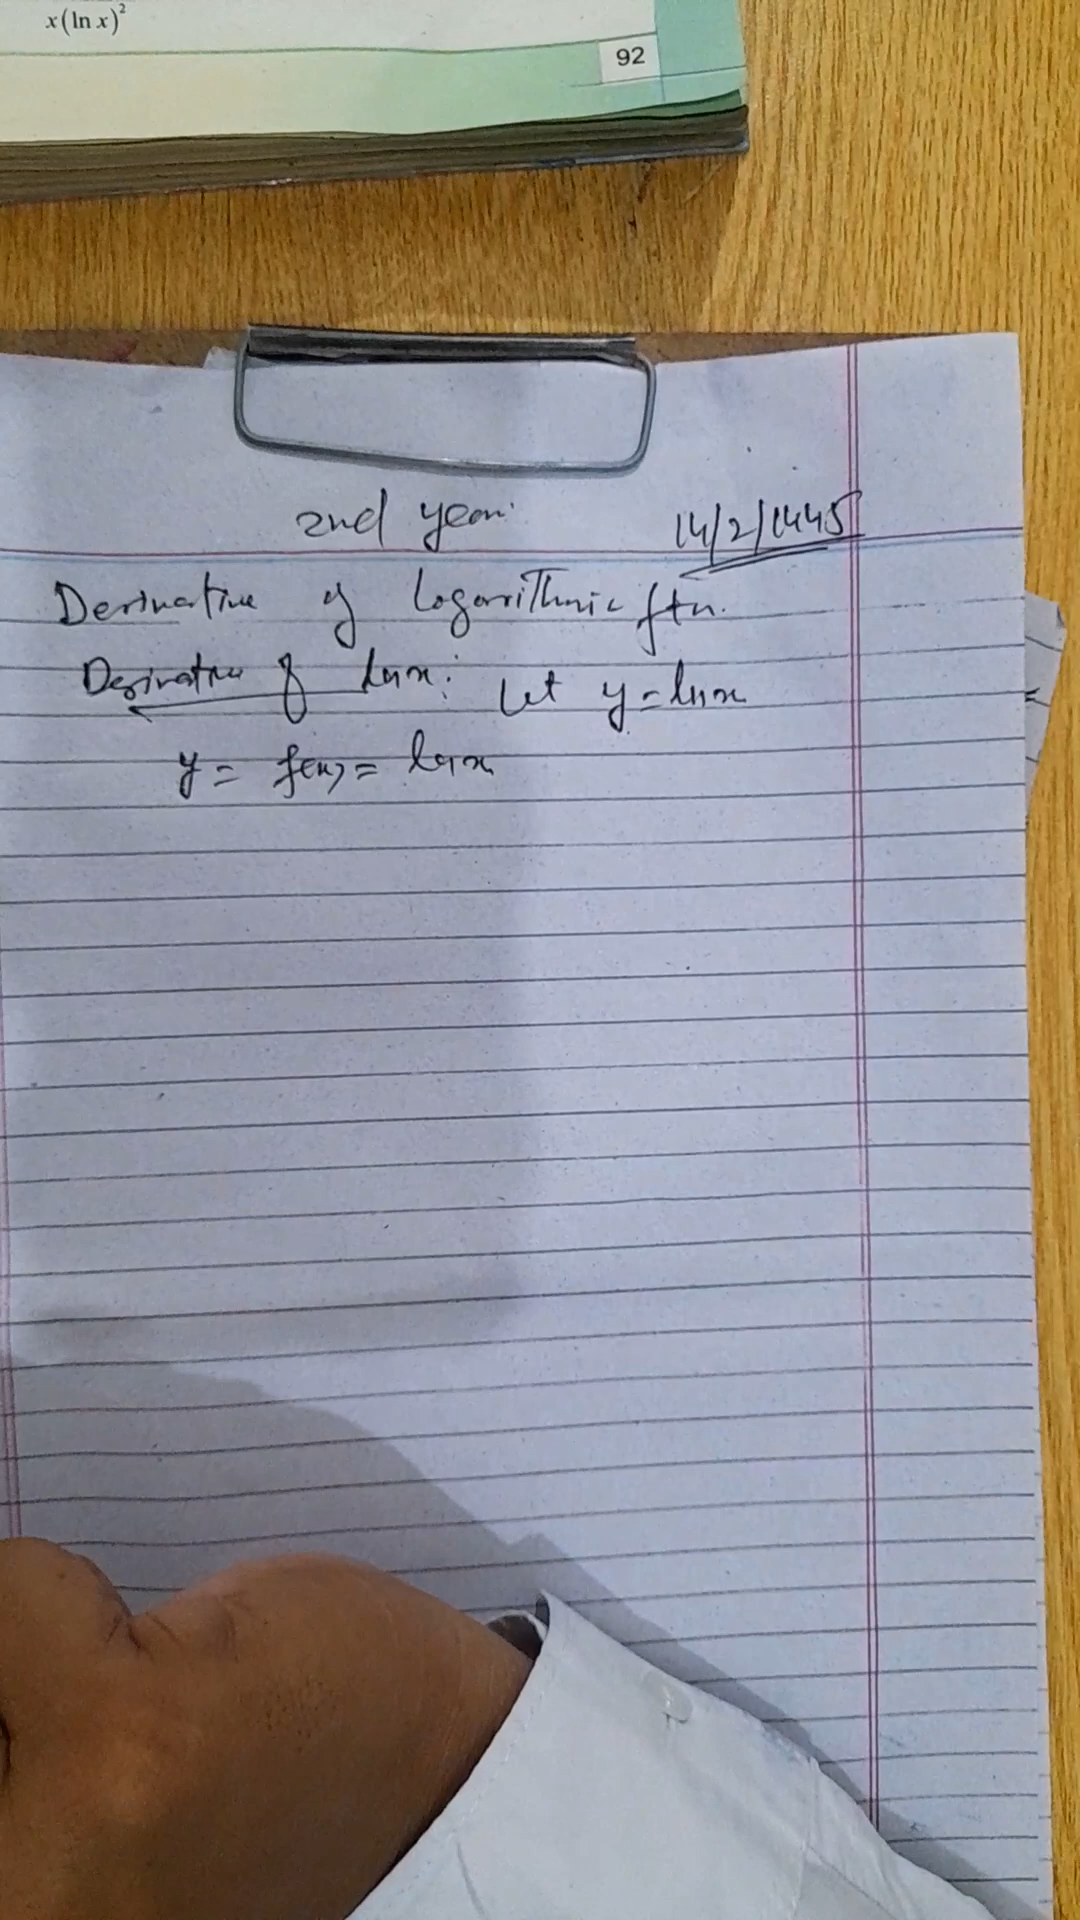 x(ln x)²
92
2nd year.
14/2/1445
Derivative of Logarithmic ftn.
Derivative of lnx: Let y=lnx
y = f(x) = lnx